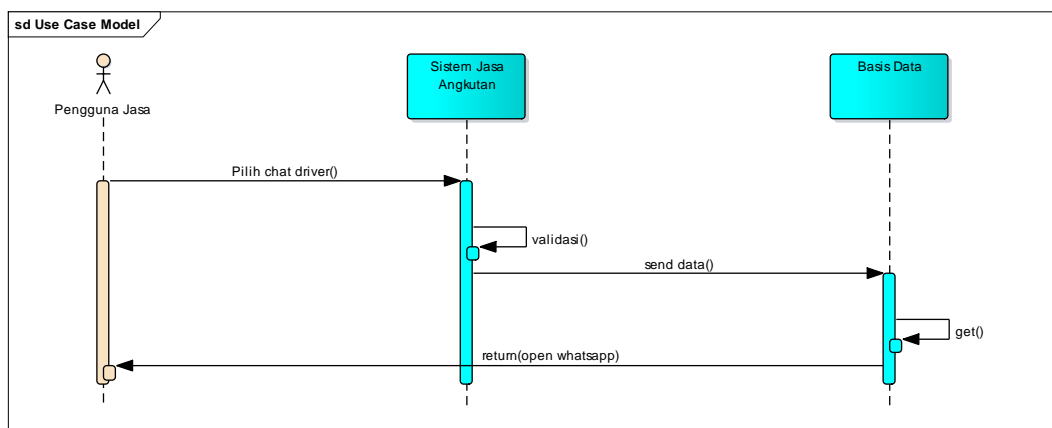 sd Use Case Model
Pengguna Jasa
Sistem Jasa
Angkutan
Basis Data
Pilih chat driver()
validasi()
send data()
get()
return(open whatsapp)